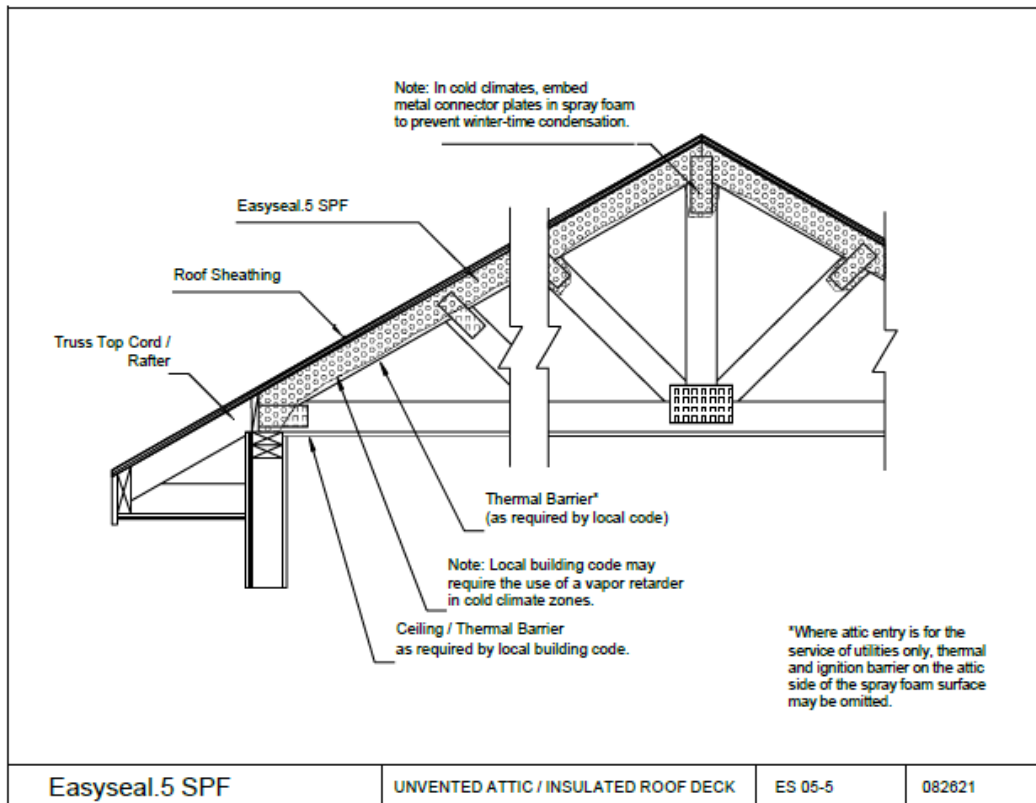 Note: In cold climates, embed
metal connector plates in spray foam
to prevent winter-time condensation.
Easyseal.5 SPF
Roof Sheathing
Truss Top Cord /
Rafter
Thermal Barrier*
(as required by local code)
Note: Local building code may
require the use of a vapor retarder
in cold climate zones.
Ceiling / Thermal Barrier
as required by local building code.
*Where attic entry is for the
service of utilities only, thermal
and ignition barrier on the attic
side of the spray foam surface
may be omitted.
Easyseal.5 SPF
UNVENTED ATTIC / INSULATED ROOF DECK
ES 05-5
082621